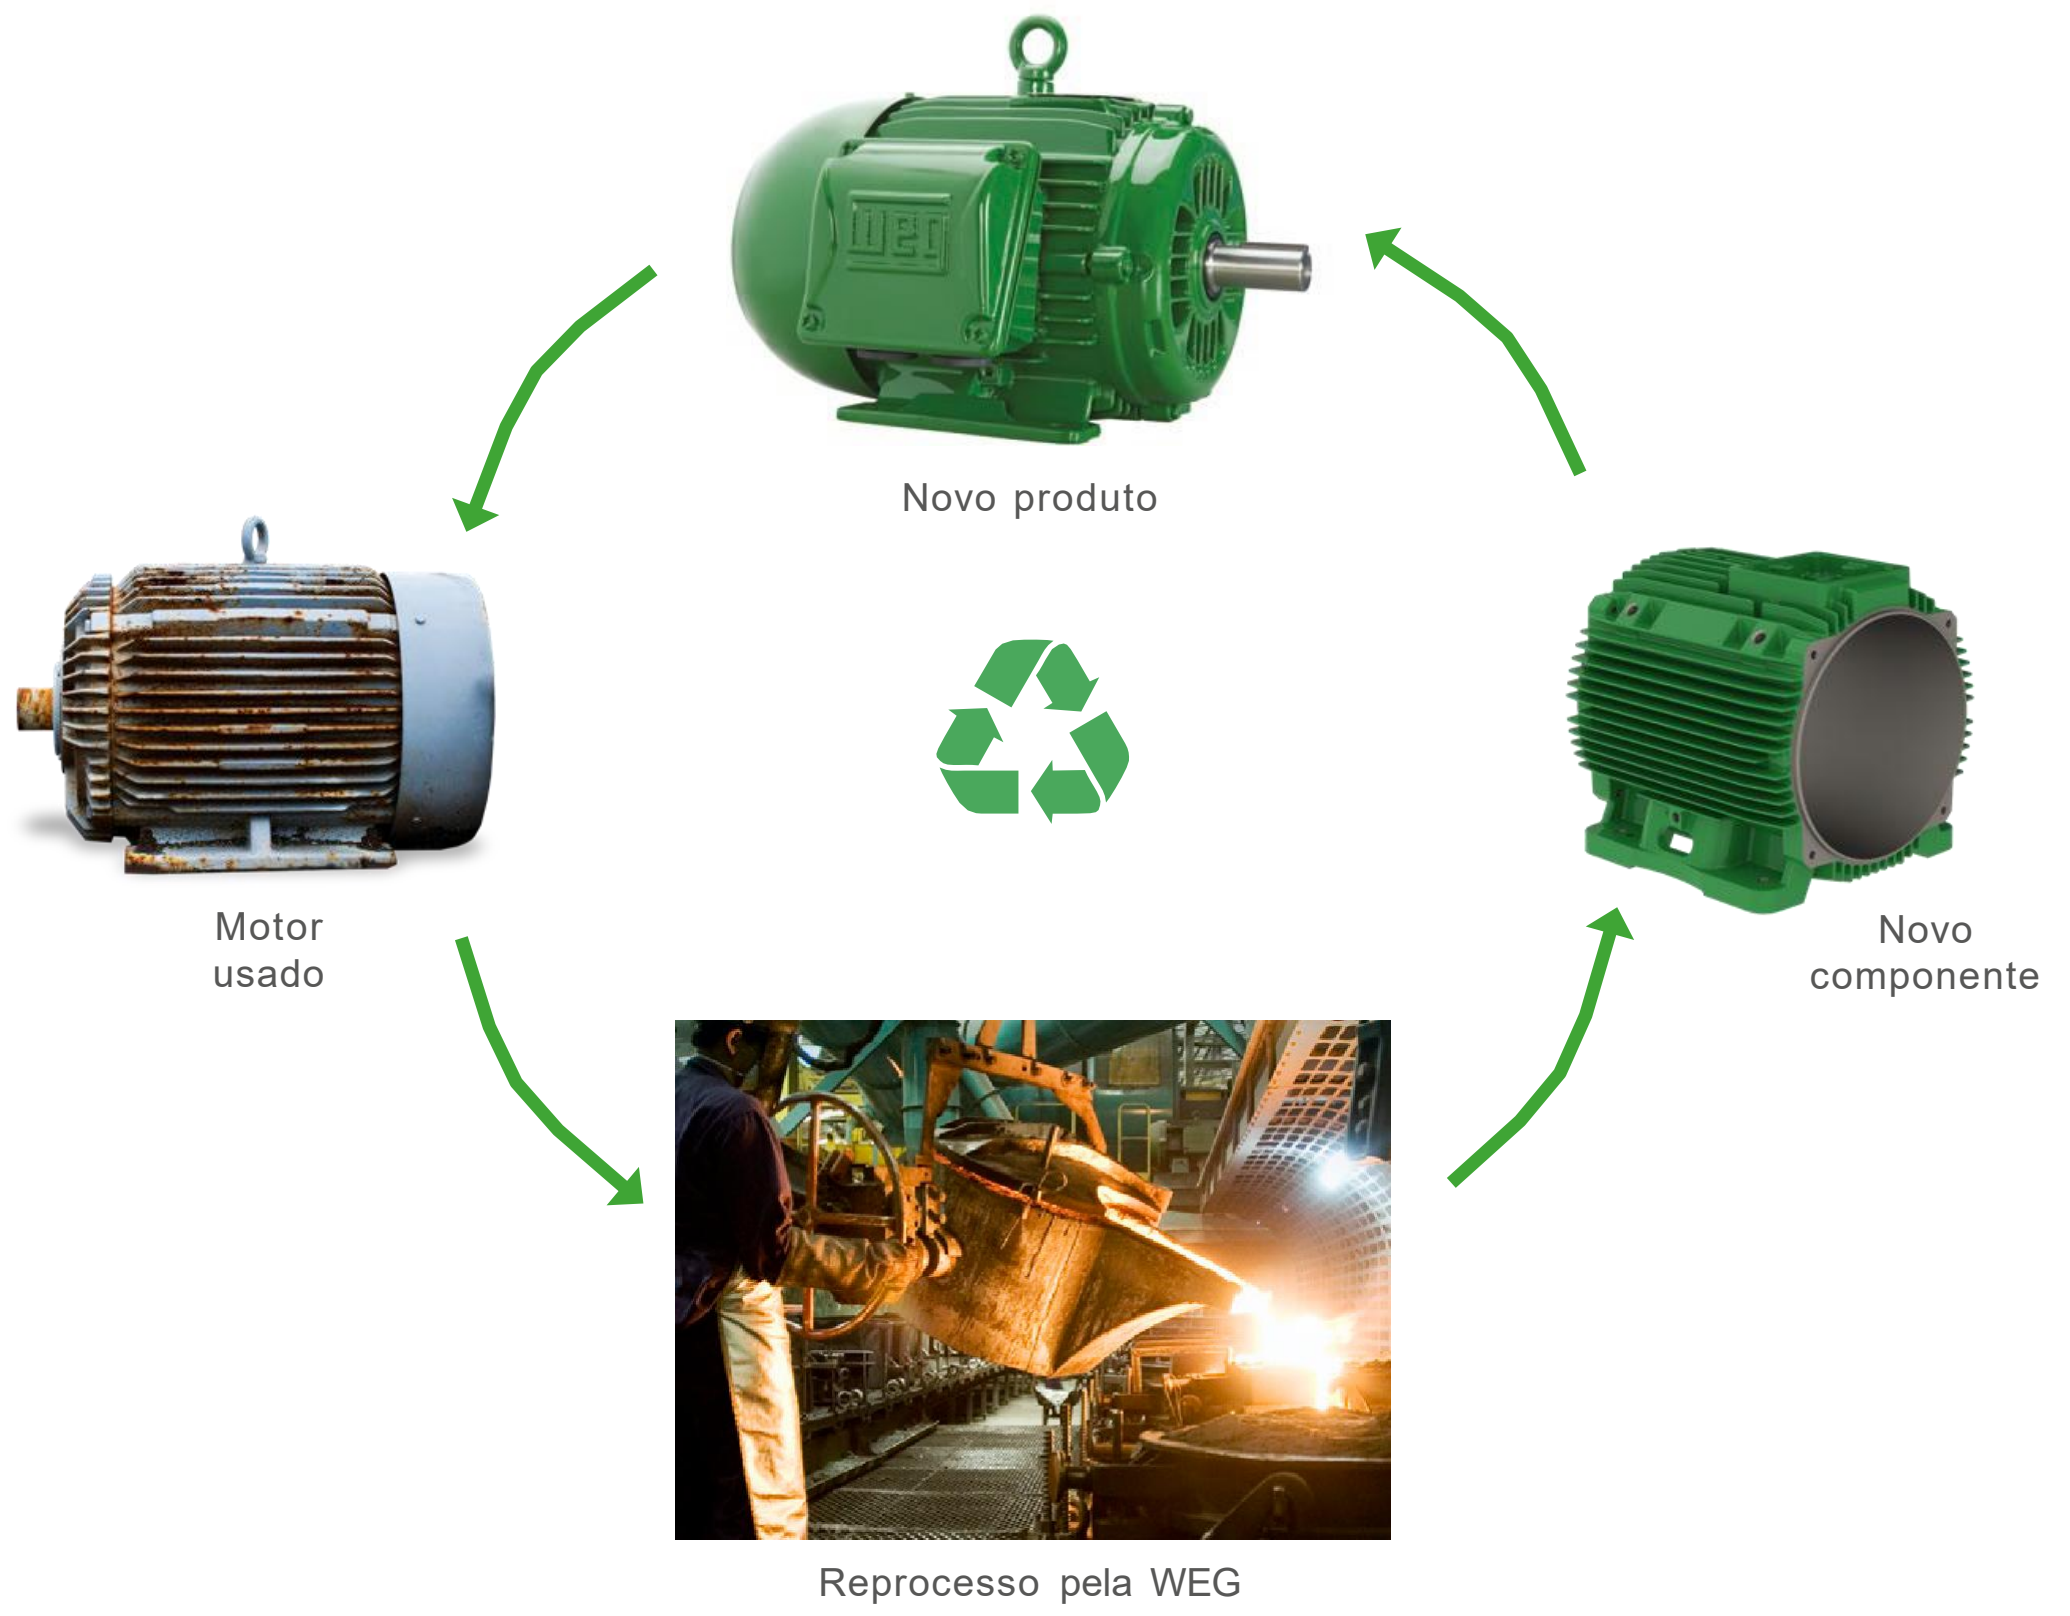 WEG
Novo produto
Motor
usado
Novo
componente
Reprocesso pela WEG